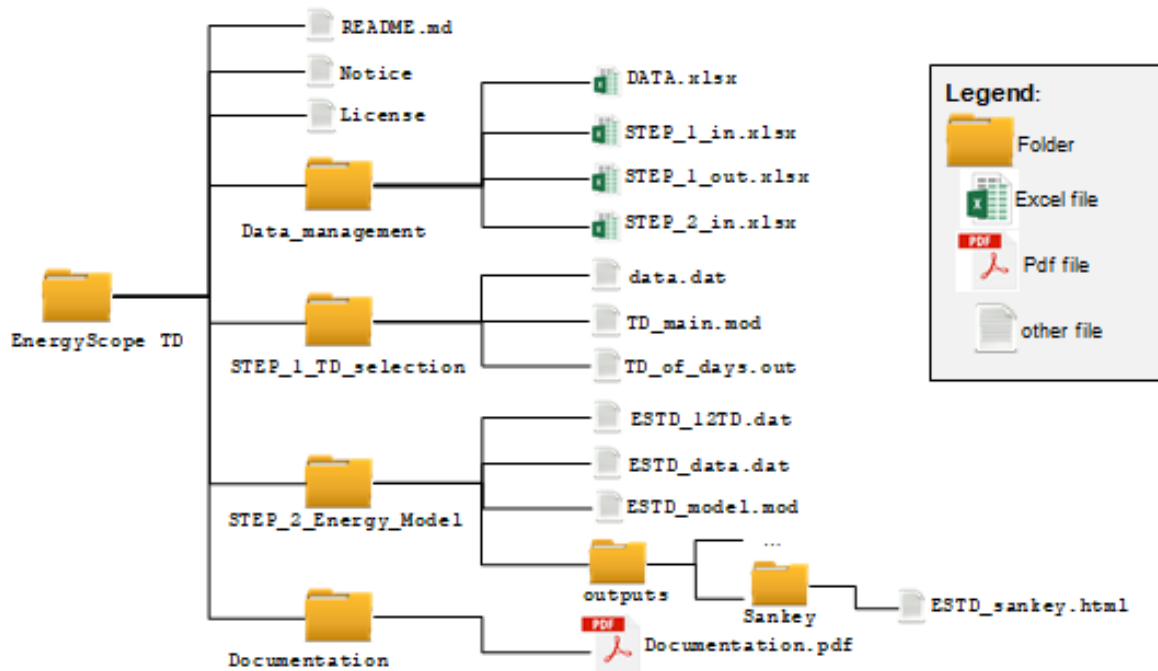 README.md
Notice
License
DATA.xlsx
STEP_1_in.xlsx
STEP_1_out.xlsx
STEP_2_in.xlsx
Data_management
EnergyScope TD
data.dat
TD_main.mod
TD_of_days.out
STEP_1_TD_selection
ESTD_12TD.dat
ESTD_data.dat
ESTD_model.mod
STEP_2_Energy_Model
...
outputs
Sankey
ESTD_sankey.html
Documentation
PDF
Documentation.pdf
Legend:
Folder
Excel file
PDF
Pdf file
other file